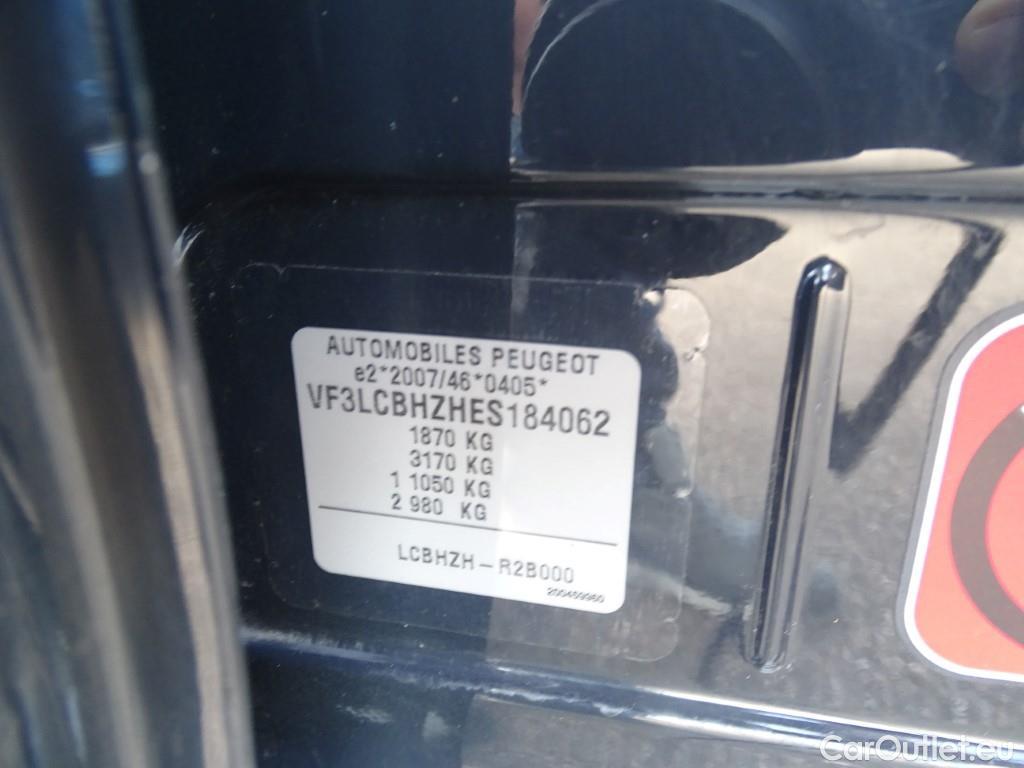 AUTOMOBILES PEUGEOT
e2*2007/46*0405*
VF3LCBHZHES184062
1870 KG
3170 KG
1 1050 KG
2 980 KG
LCBHZH - R2B000
200469960
CarOutlet.eu